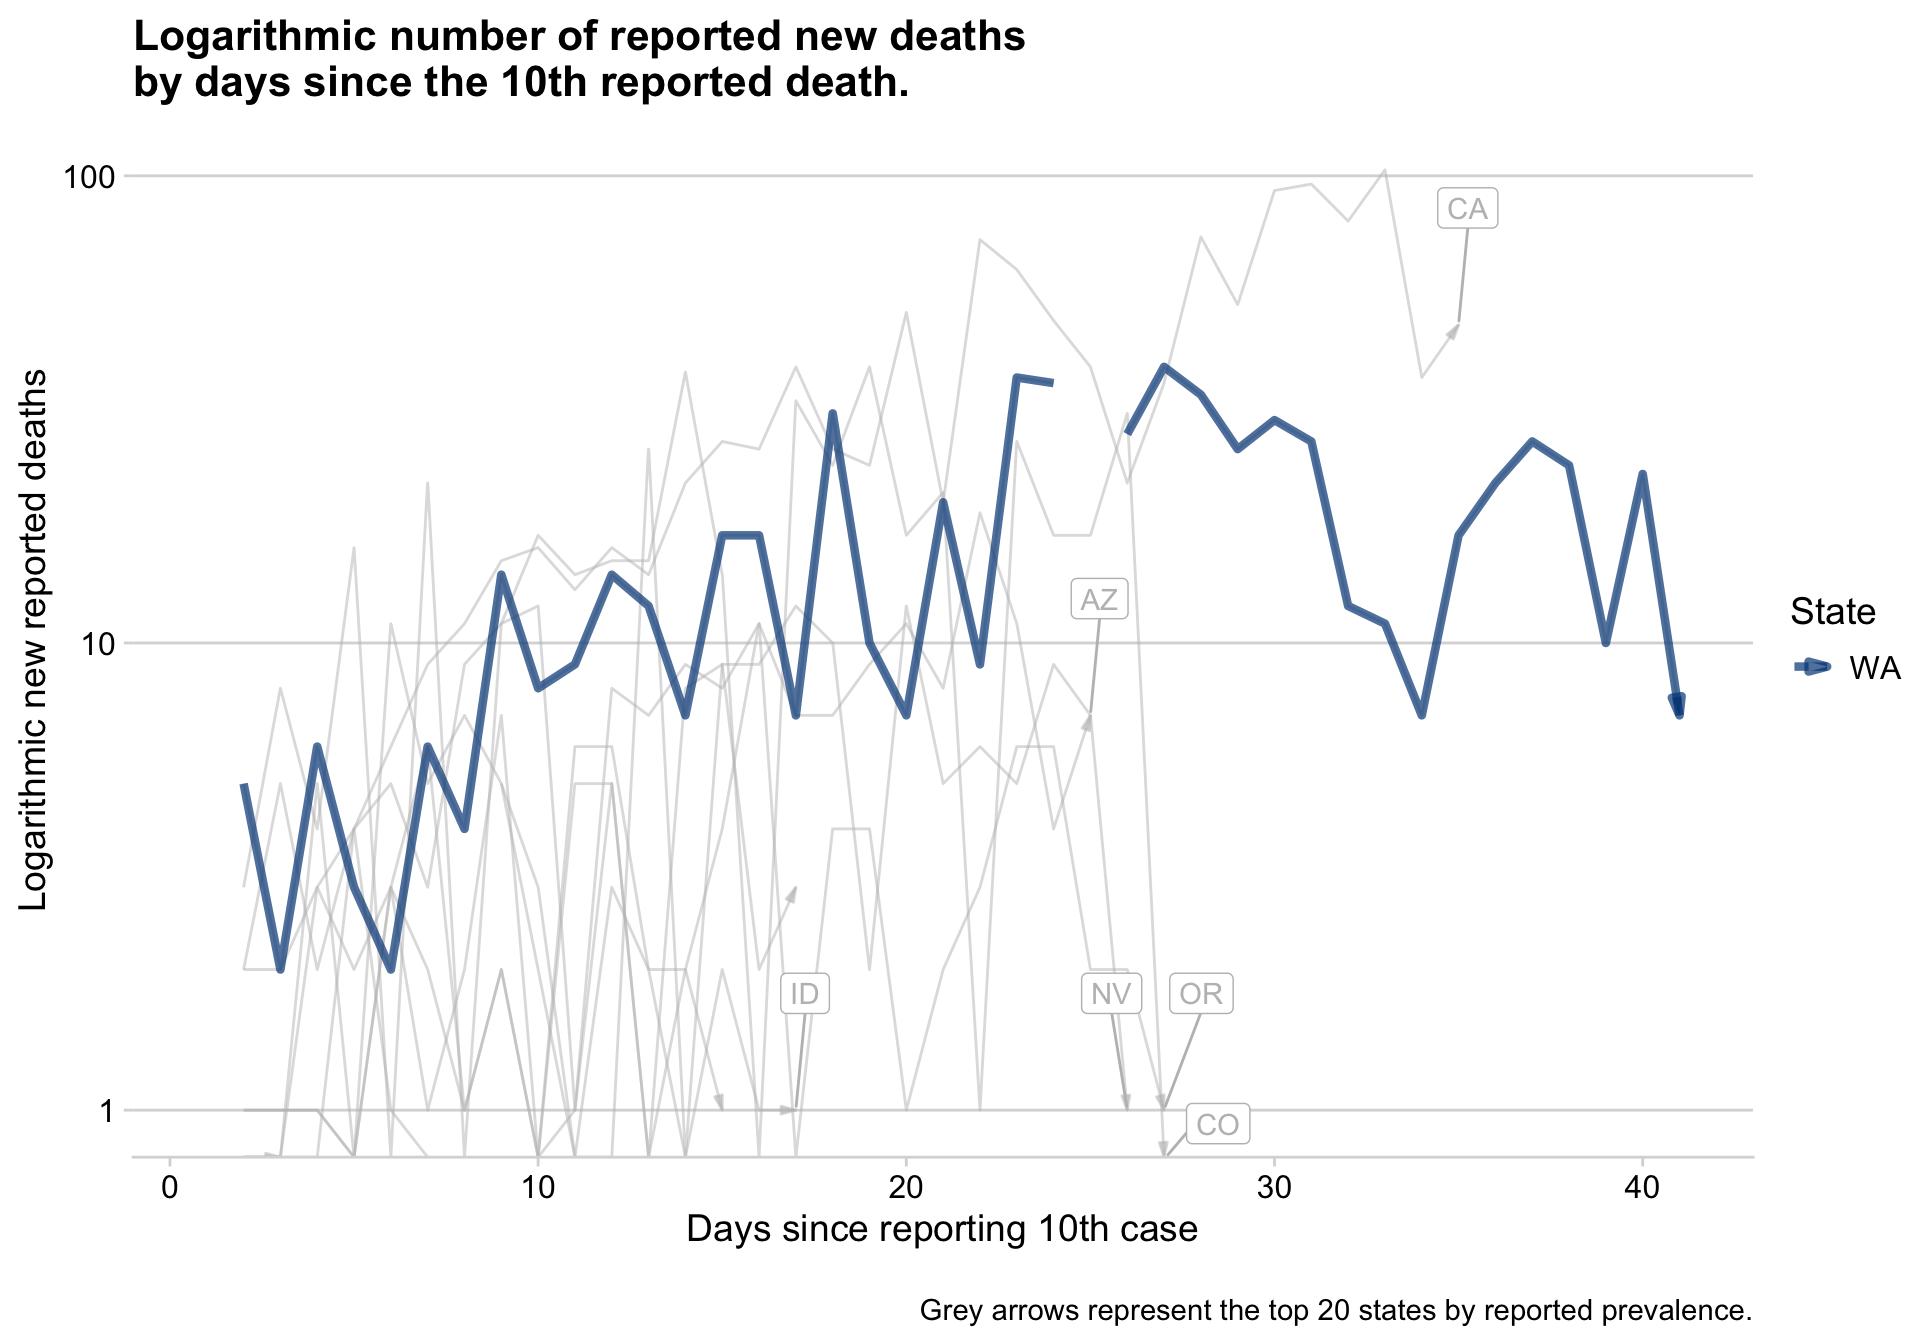 Logarithmic number of reported new deaths
by days since the 10th reported death.
Logarithmic new reported deaths
100
10
1
CA
AZ
ID
NV
OR
CO
State
WA
0
10
20
30
40
Days since reporting 10th case
Grey arrows represent the top 20 states by reported prevalence.